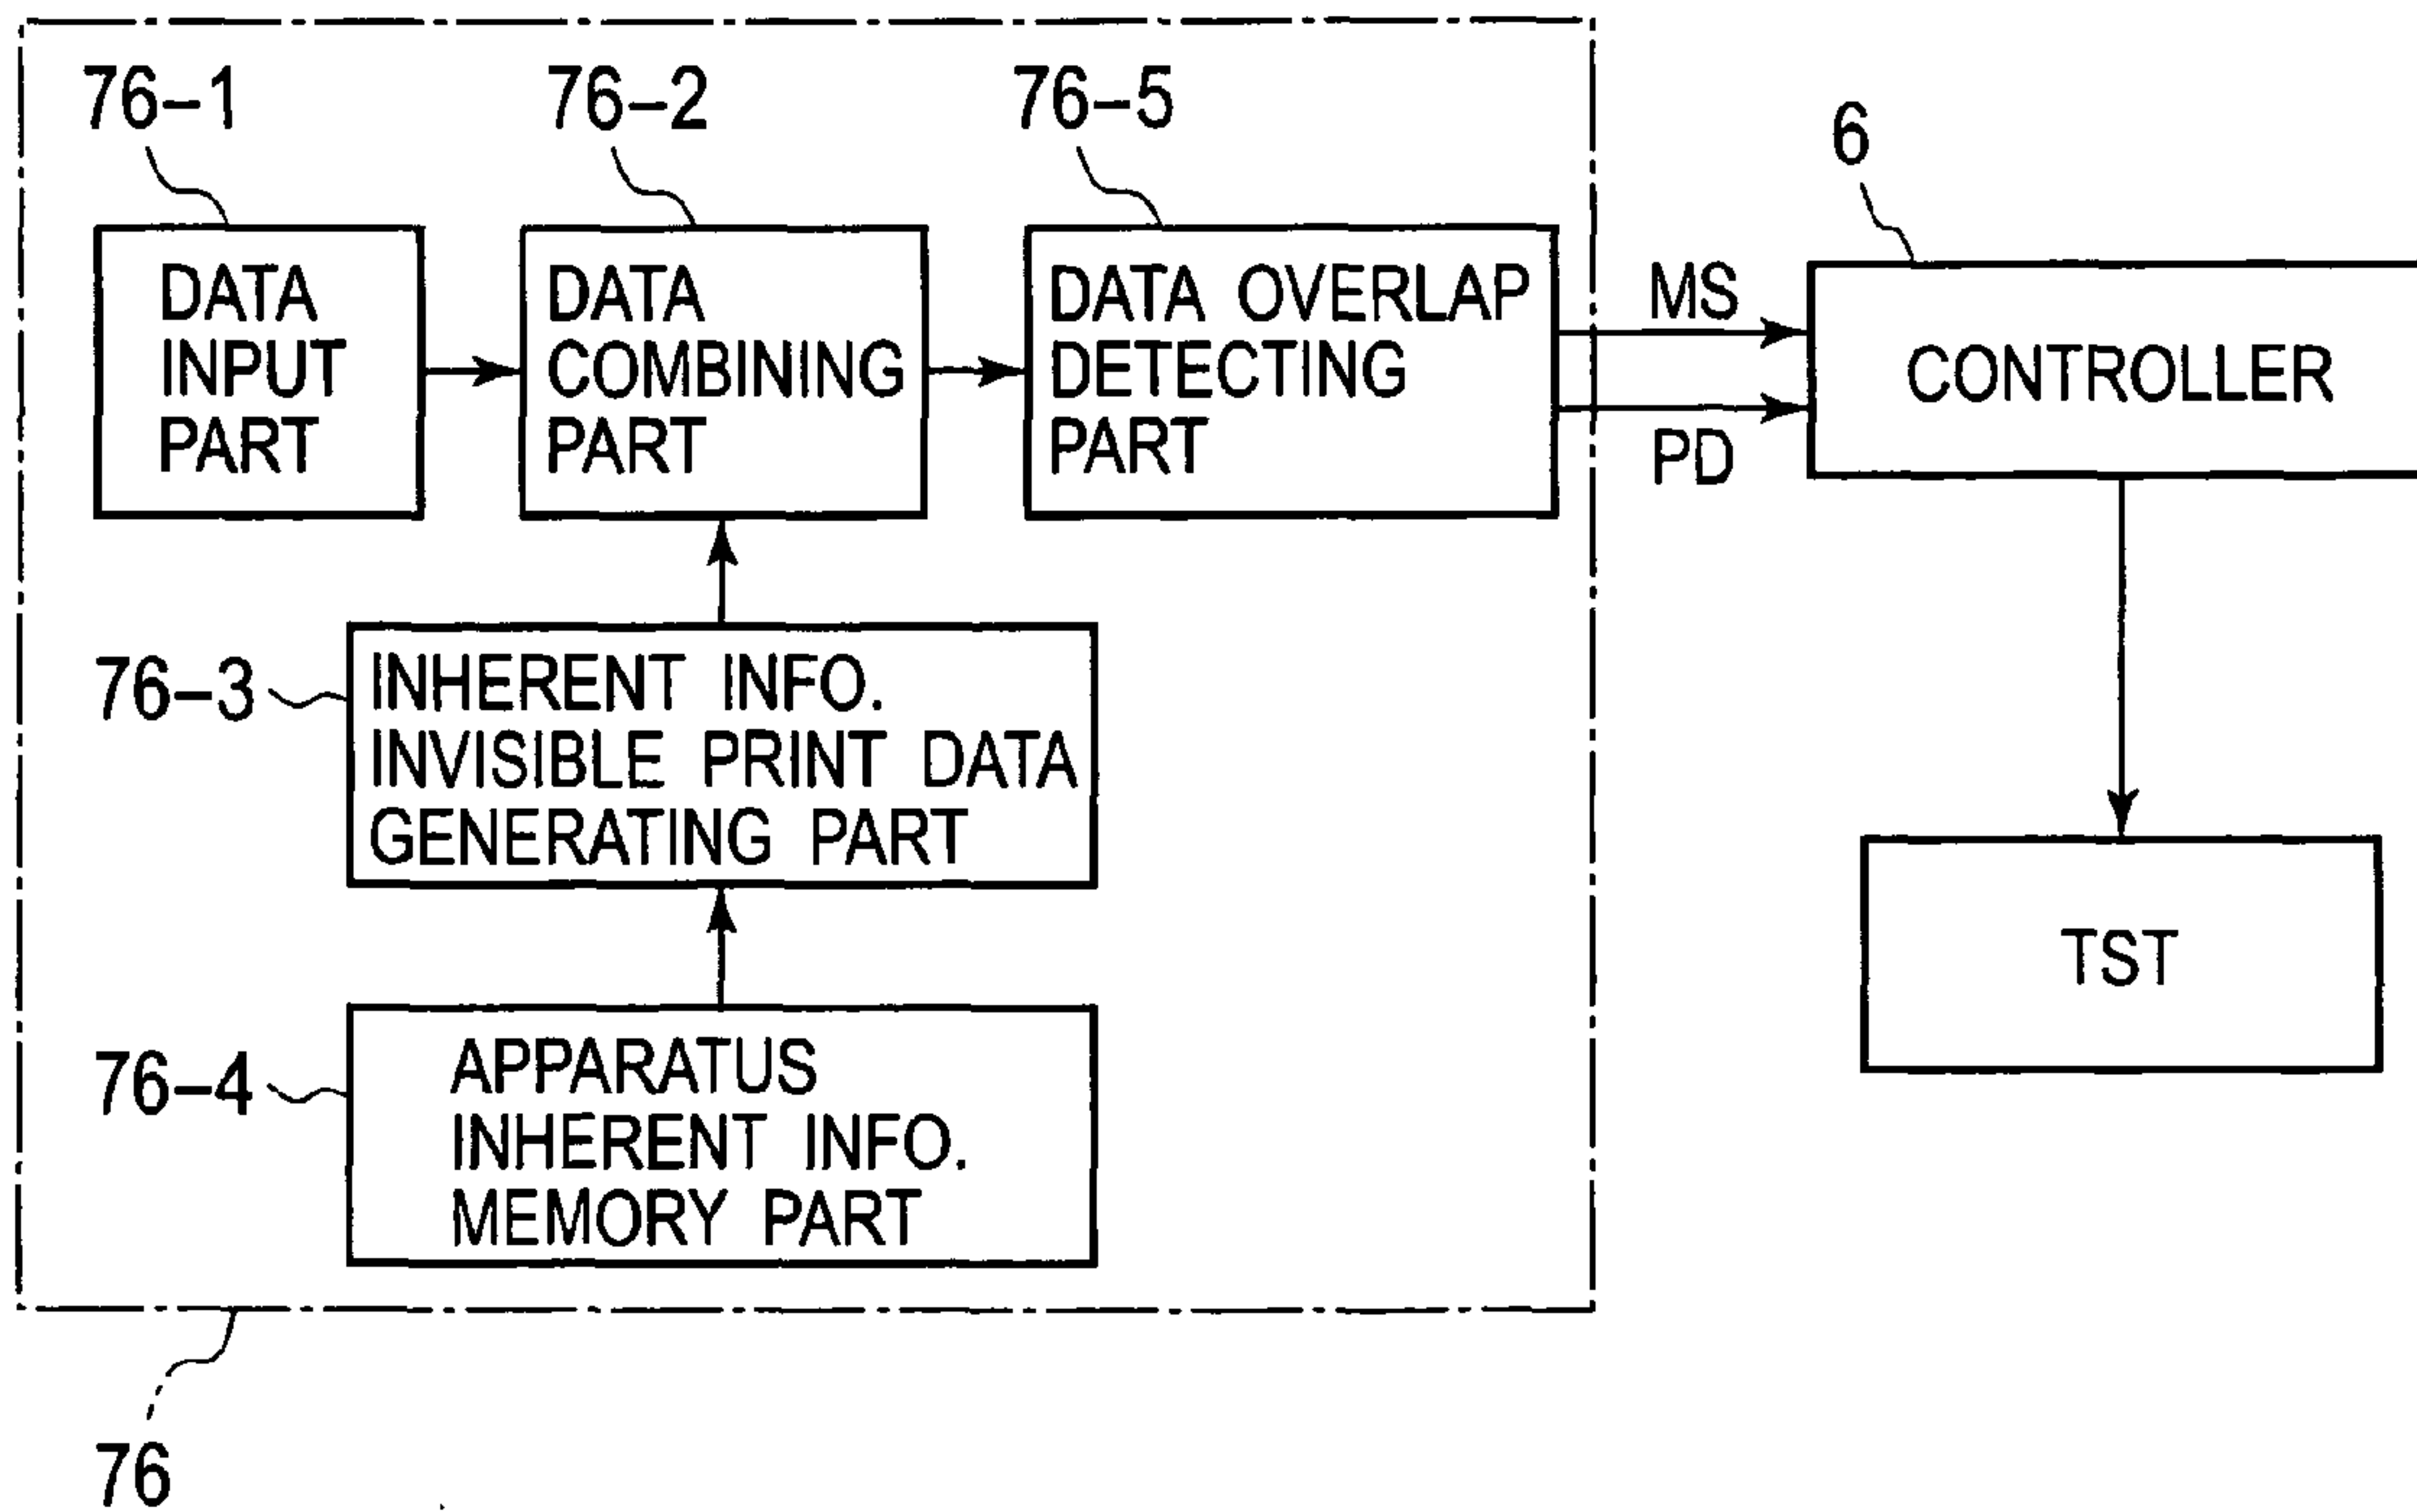 76-1
76-2
76-5
6
DATA
INPUT
PART
DATA
COMBINING
PART
DATA OVERLAP
DETECTING
PART
MS
PD
CONTROLLER
76-3
INHERENT INFO.
INVISIBLE PRINT DATA
GENERATING PART
TST
76-4
APPARATUS
INHERENT INFO.
MEMORY PART
76